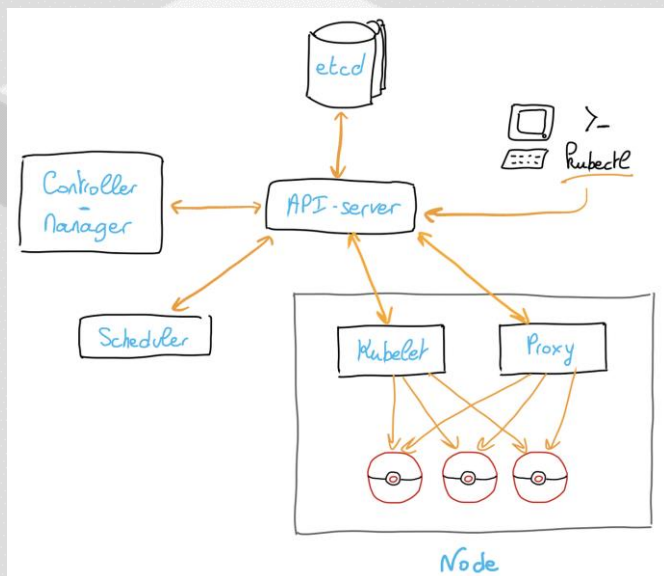 etcd
>_
kubectl
Controller
-
Manager
API-server
Scheduler
Kubelet
Proxy
Node